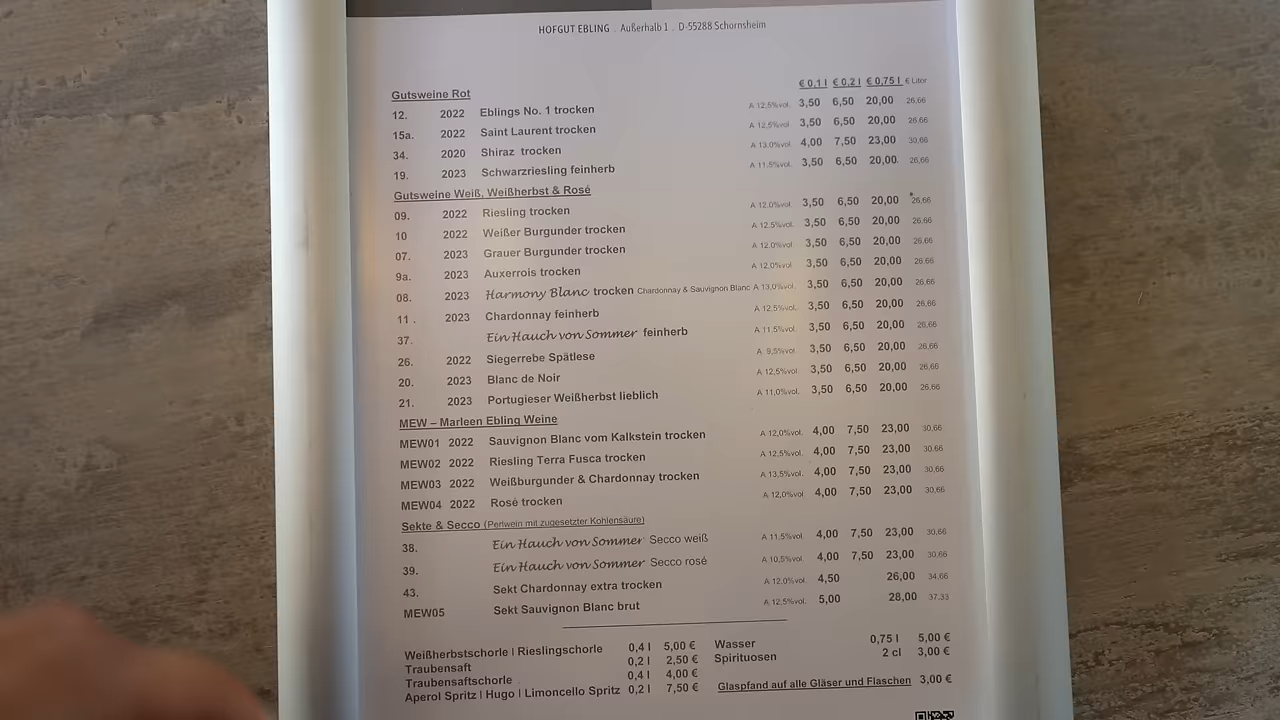 HOFGUT EBLING . Außerhalb 1 . D-55288 Schornsheim
€ 0,1 l € 0,2 l € 0,75 l € Liter
Gutsweine Rot
12. 2022 Eblings No. 1 trocken A 12,5%vol. 3,50 6,50 20,00 26,66
15a. 2022 Saint Laurent trocken A 12,5%vol. 3,50 6,50 20,00 26,66
34. 2020 Shiraz trocken A 13,0%vol. 4,00 7,50 23,00 30,66
19. 2023 Schwarzriesling feinherb A 11,5%vol. 3,50 6,50 20,00 26,66
Gutsweine Weiß, Weißherbst & Rosé
09. 2022 Riesling trocken A 12,0%vol. 3,50 6,50 20,00 26,66
10 2022 Weißer Burgunder trocken A 12,5%vol. 3,50 6,50 20,00 26,66
07. 2023 Grauer Burgunder trocken A 12,0%vol 3,50 6,50 20,00 26,66
9a. 2023 Auxerrois trocken A 12,0%vol 3,50 6,50 20,00 26,66
08. 2023 Harmony Blanc trocken Chardonnay & Sauvignon Blanc A 13,0%vol. 3,50 6,50 20,00 26,66
11 . 2023 Chardonnay feinherb A 12,5%vol. 3,50 6,50 20,00 26,66
37. Ein Hauch von Sommer feinherb A 11,5%vol. 3,50 6,50 20,00 26,66
26. 2022 Siegerrebe Spätlese A 9,5%vol. 3,50 6,50 20,00 26,66
20. 2023 Blanc de Noir A 12,5%vol. 3,50 6,50 20,00 26,66
21. 2023 Portugieser Weißherbst lieblich A 11,0%vol. 3,50 6,50 20,00 26,66
MEW – Marleen Ebling Weine
MEW01 2022 Sauvignon Blanc vom Kalkstein trocken A 12,0%vol. 4,00 7,50 23,00 30,66
MEW02 2022 Riesling Terra Fusca trocken A 12,5%vol. 4,00 7,50 23,00 30,66
MEW03 2022 Weißburgunder & Chardonnay trocken A 13,5%vol. 4,00 7,50 23,00 30,66
MEW04 2022 Rosé trocken A 12,0%vol. 4,00 7,50 23,00 30,66
Sekte & Secco (Perlwein mit zugesetzter Kohlensäure)
38. Ein Hauch von Sommer Secco weiß A 11,5%vol. 4,00 7,50 23,00 30,66
39. Ein Hauch von Sommer Secco rosé A 10,5%vol. 4,00 7,50 23,00 30,66
43. Sekt Chardonnay extra trocken A 12,0%vol. 4,50 26,00 34,66
MEW05 Sekt Sauvignon Blanc brut A 12,5%vol. 5,00 28,00 37,33
Weißherbstschorle | Rieslingschorle 0,4 l 5,00 € Wasser 0,75 l 5,00 €
Traubensaft 0,2 l 2,50 € Spirituosen 2 cl 3,00 €
Traubensaftschorle 0,4 l 4,00 €
Aperol Spritz | Hugo | Limoncello Spritz 0,2 l 7,50 € Glaspfand auf alle Gläser und Flaschen 3,00 €